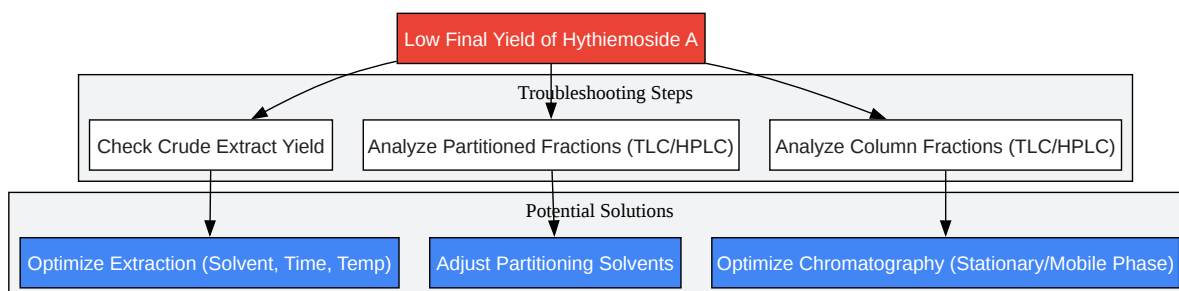 Low Final Yield of Hythiemoside A
Troubleshooting Steps
Check Crude Extract Yield
Analyze Partitioned Fractions (TLC/HPLC)
Analyze Column Fractions (TLC/HPLC)
Potential Solutions
Optimize Extraction (Solvent, Time, Temp)
Adjust Partitioning Solvents
Optimize Chromatography (Stationary/Mobile Phase)